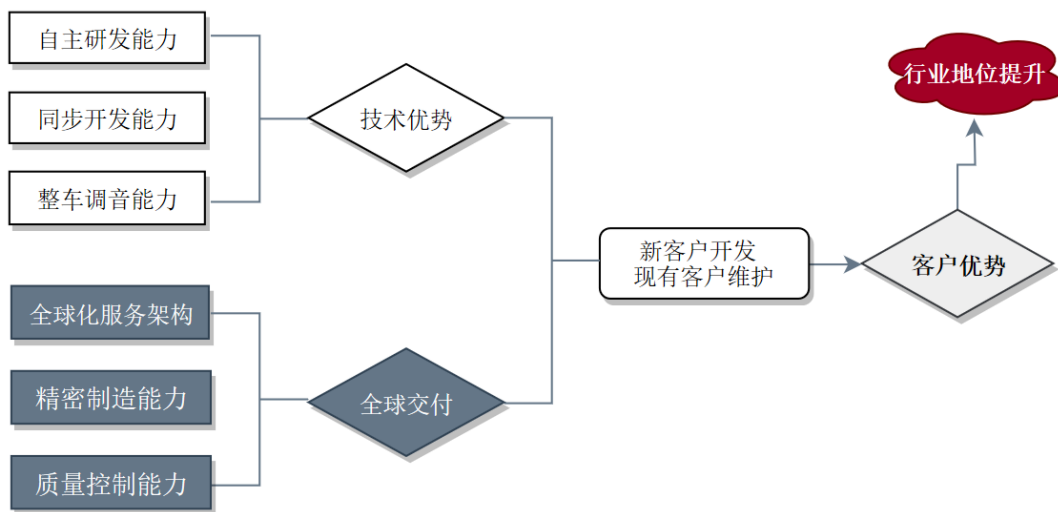 自主研发能力
同步开发能力
整车调音能力
技术优势
全球化服务架构
精密制造能力
质量控制能力
全球交付
新客户开发
现有客户维护
客户优势
行业地位提升